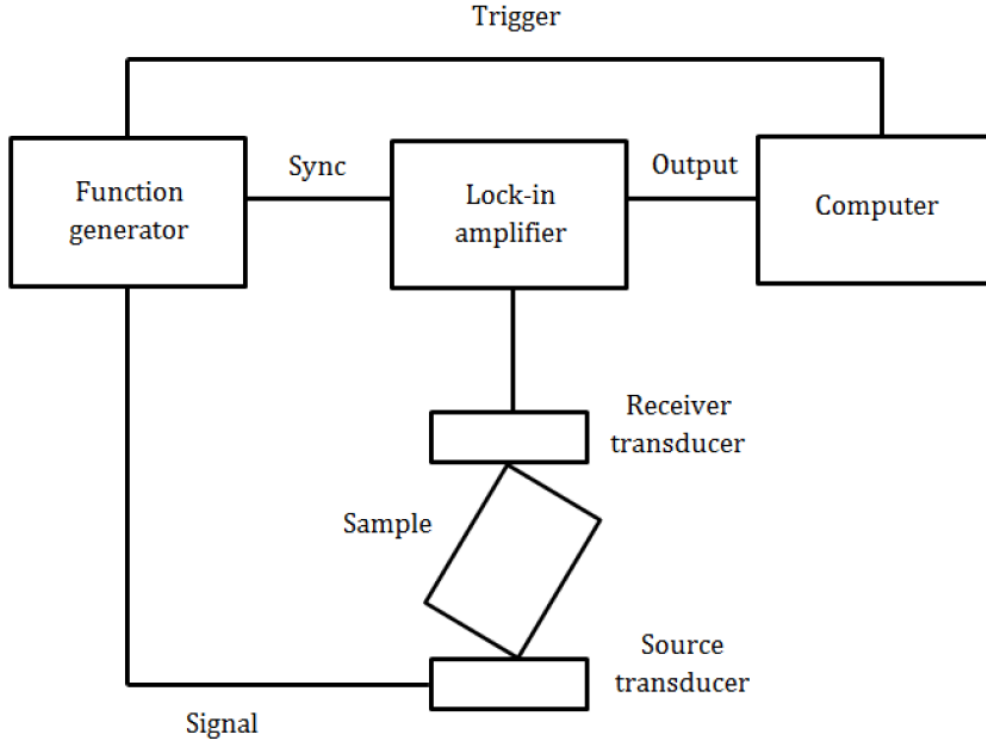 Trigger
Function
generator
Sync
Lock-in
amplifier
Output
Computer
Receiver
transducer
Sample
Source
transducer
Signal